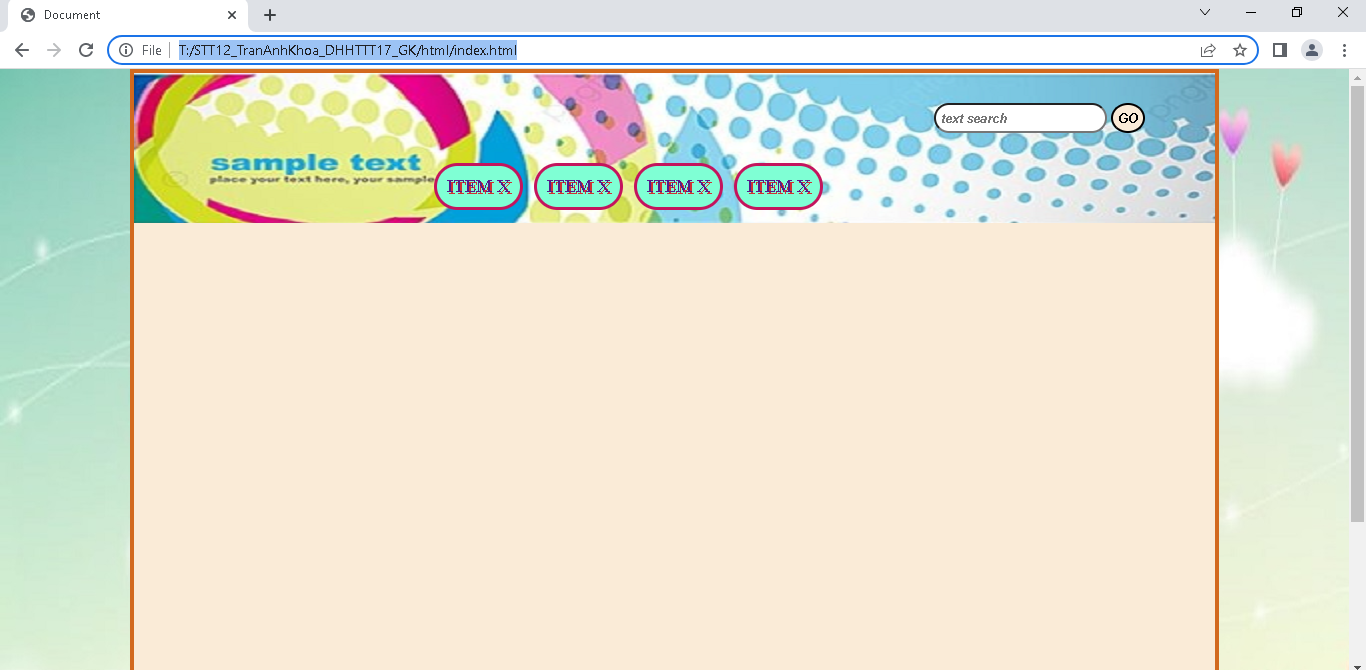 Document
File T:/STT12_TranAnhKhoa_DHHTTT17_GK/html/index.html
text search GO
sample text
place your text here, your sample
ITEM X ITEM X ITEM X ITEM X